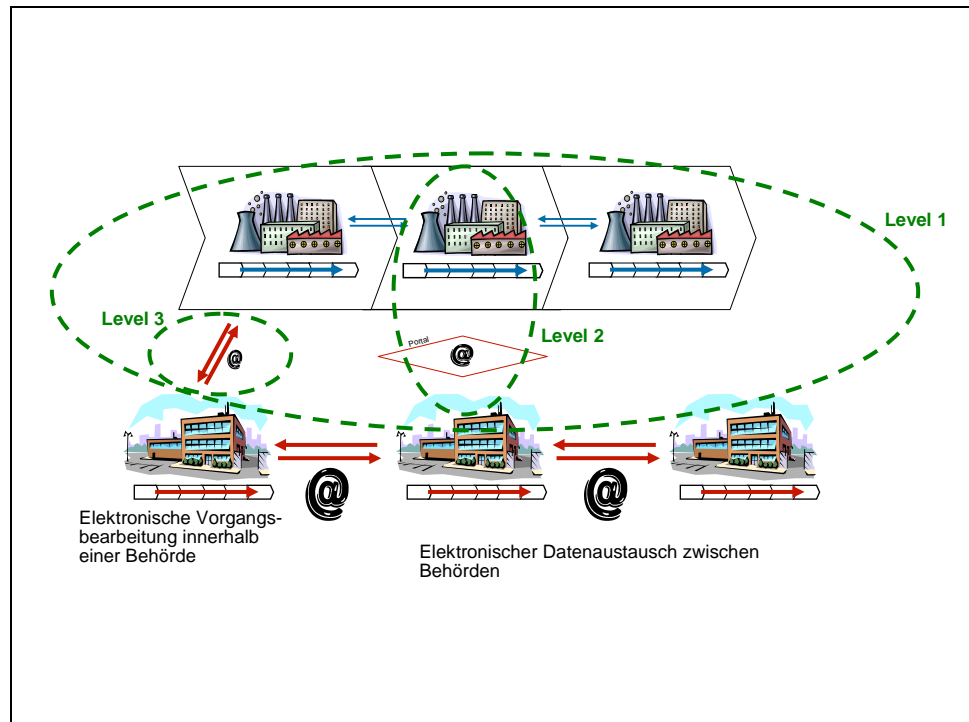 Level 1
Level 3
Level 2
Portal
@
@
@
@
Elektronische Vorgangs-
bearbeitung innerhalb
einer Behörde
Elektronischer Datenaustausch zwischen
Behörden